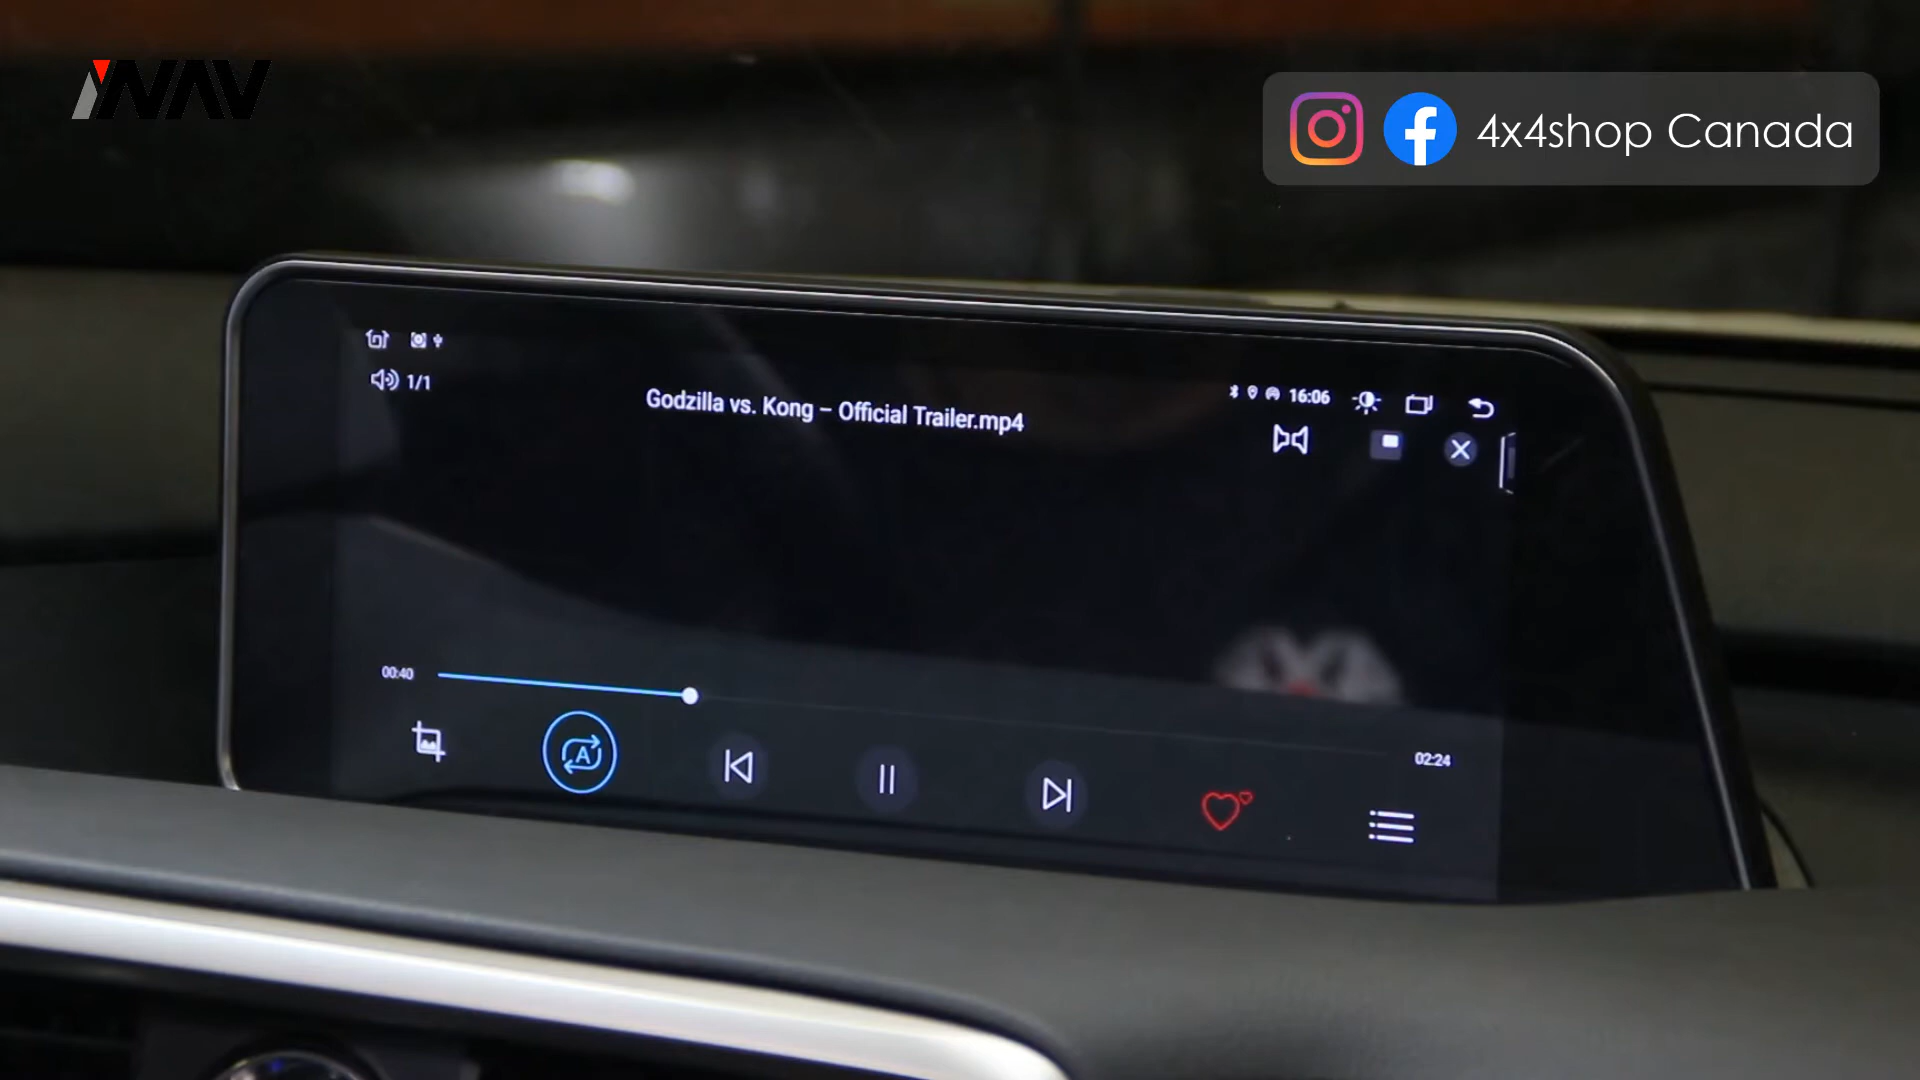 INAV
4x4shop Canada
1/1
Godzilla vs. Kong – Official Trailer.mp4
16:06
00:40
A
02:24